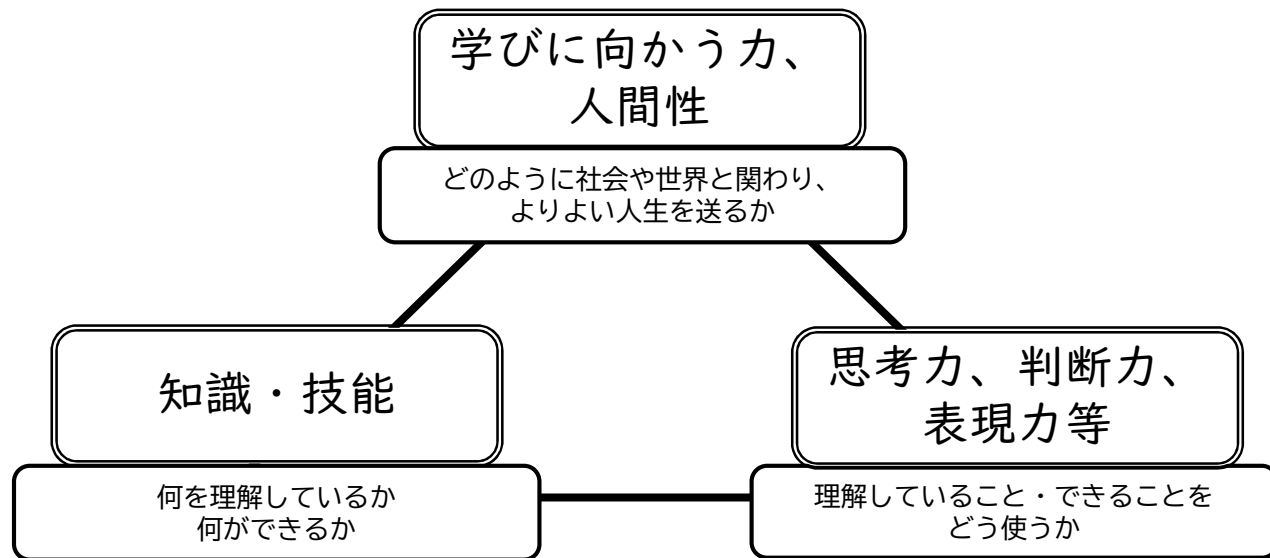 学びに向かう力、
人間性
どのように社会や世界と関わり、
よりよい人生を送るか
知識・技能
何を理解しているか
何ができるか
思考力、判断力、
表現力等
理解していること・できることを
どう使うか